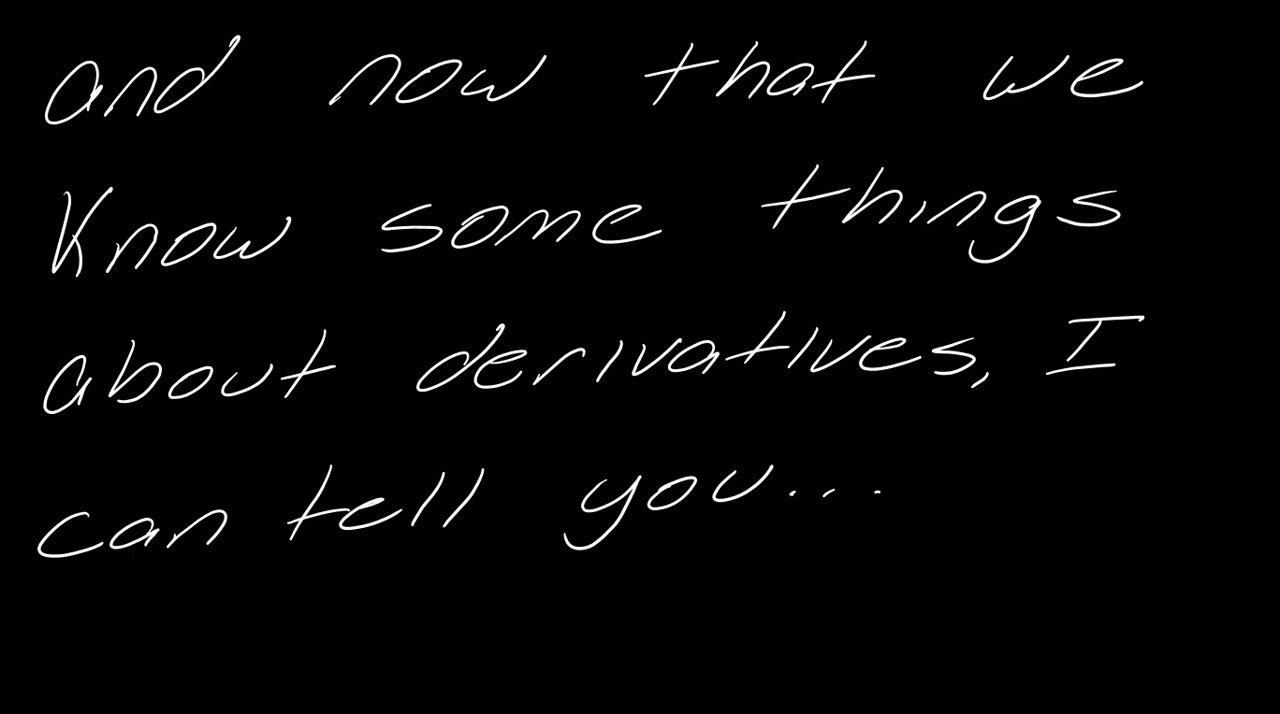 and now that we
Know some things
about derivatives, I
can tell you...